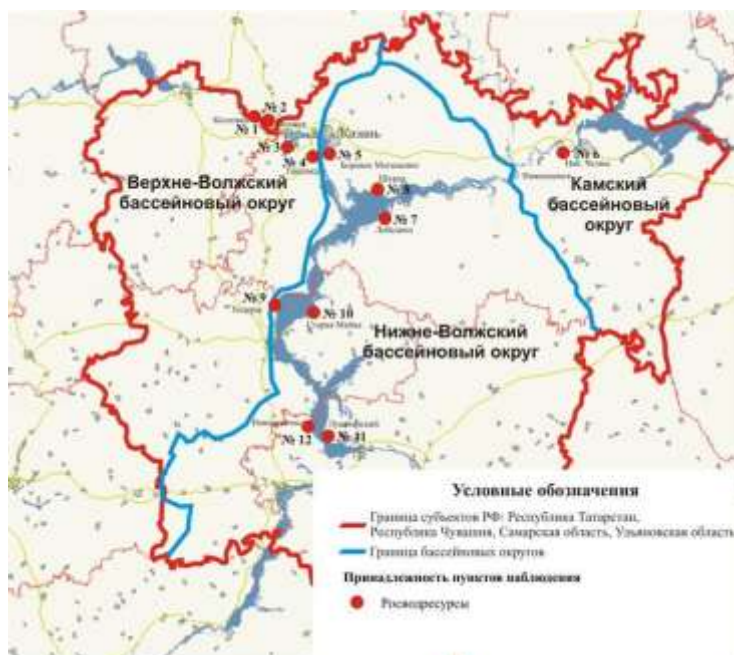 № 2
№ 1
№ 3
Казань
№ 4
№ 5
№ 6
Верхне-Волжский
бассейновый округ
№ 8
Камский
бассейновый
округ
№ 7
№ 9
№ 10
Нижне-Волжский
бассейновый округ
№ 12
№ 11
Условные обозначения
Граница субъектов РФ: Республика Татарстан,
Республика Чувашия, Самарская область, Ульяновская область
Граница бассейновых округов
Принадлежность пунктов наблюдения
Росводресурсы